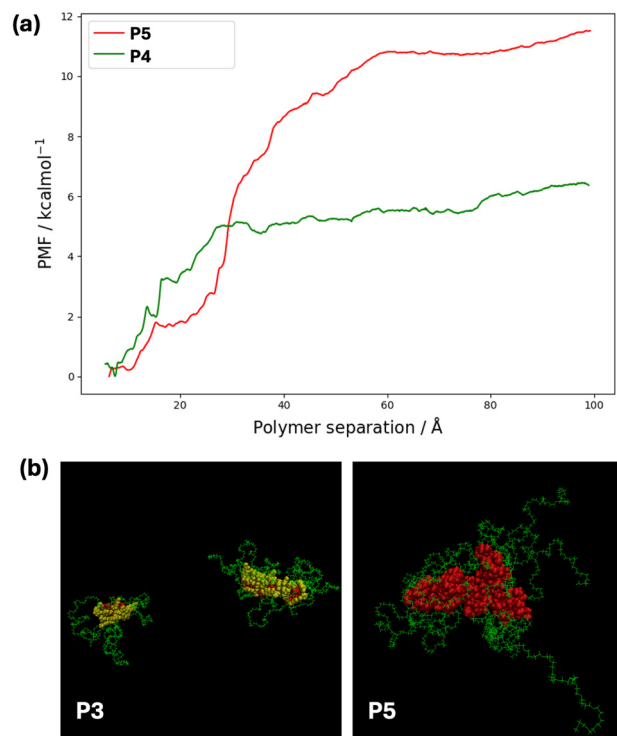 (a)
P5
P4
12
10
8
6
4
2
0
PMF / kcalmol⁻¹
20 40 60 80 100
Polymer separation / Å
(b)
P3 P5